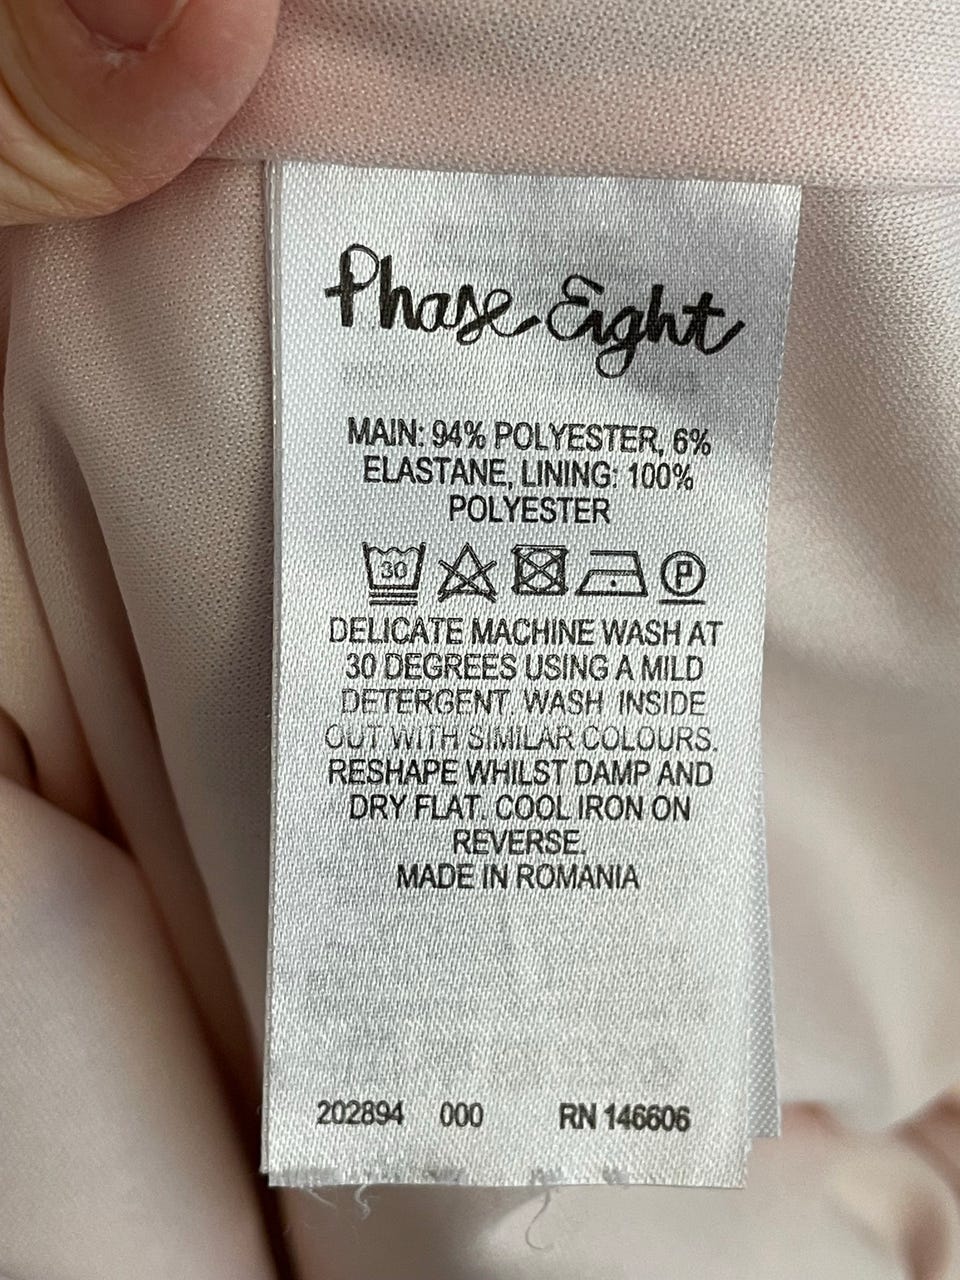 Phase Eight
MAIN: 94% POLYESTER, 6%
ELASTANE, LINING: 100%
POLYESTER
30 P
DELICATE MACHINE WASH AT
30 DEGREES USING A MILD
DETERGENT. WASH INSIDE
OUT WITH SIMILAR COLOURS.
RESHAPE WHILST DAMP AND
DRY FLAT. COOL IRON ON
REVERSE.
MADE IN ROMANIA
202894 000 RN 146606